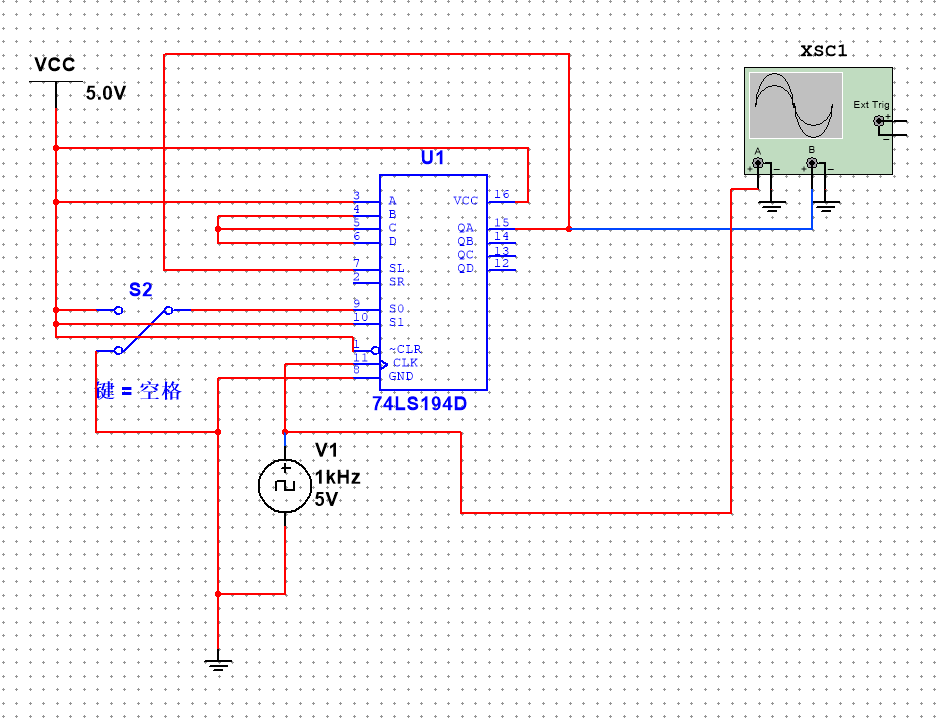 VCC
5.0V
XSC1
Ext Trig
+
_
A
B
+
_
+
_
U1
3
A
4
B
5
C
6
D
7
SL
2
SR
9
S0
10
S1
1
~CLR
11
CLK
8
GND
VCC
16
QA
15
QB
14
QC
13
QD
12
74LS194D
S2
键 = 空格
V1
+
1kHz
5V